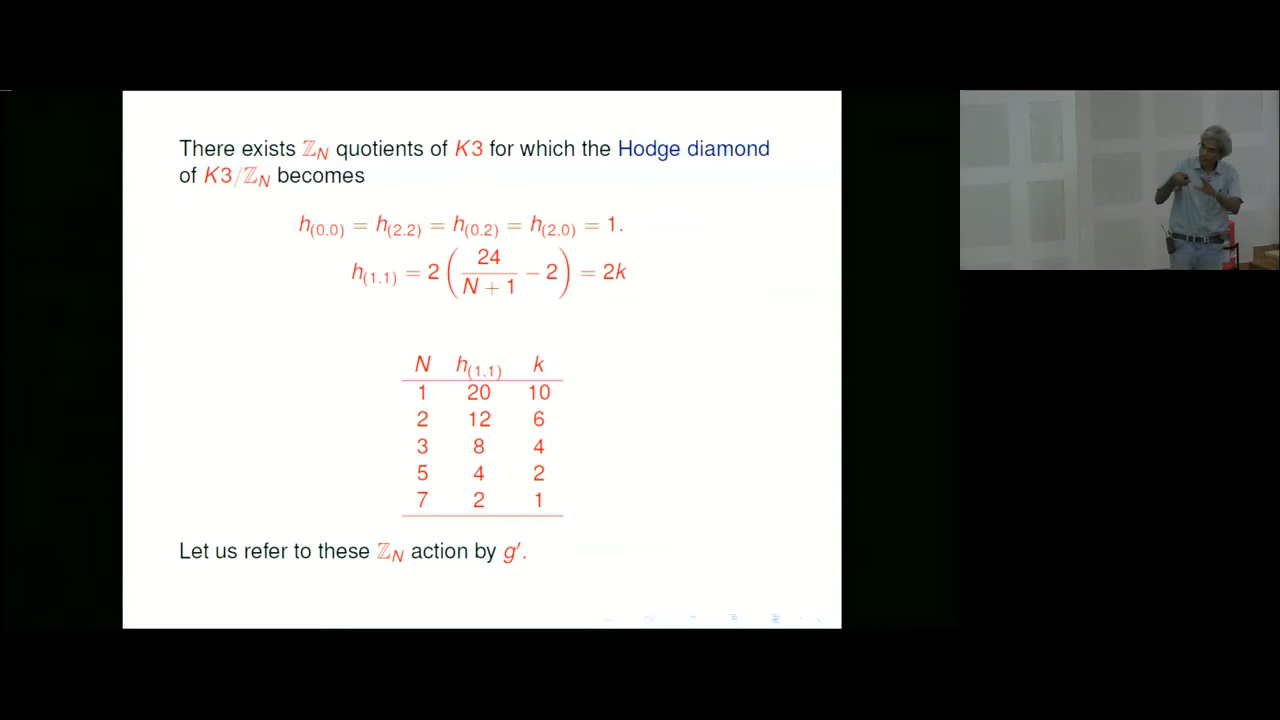 There exists ℤ_N quotients of K3 for which the Hodge diamond
of K3/ℤ_N becomes
h_(0.0) = h_(2.2) = h_(0.2) = h_(2.0) = 1.
h_(1.1) = 2 ( 24 / (N + 1) − 2 ) = 2k
N h_(1.1) k
1 20 10
2 12 6
3 8 4
5 4 2
7 2 1
Let us refer to these ℤ_N action by g′.